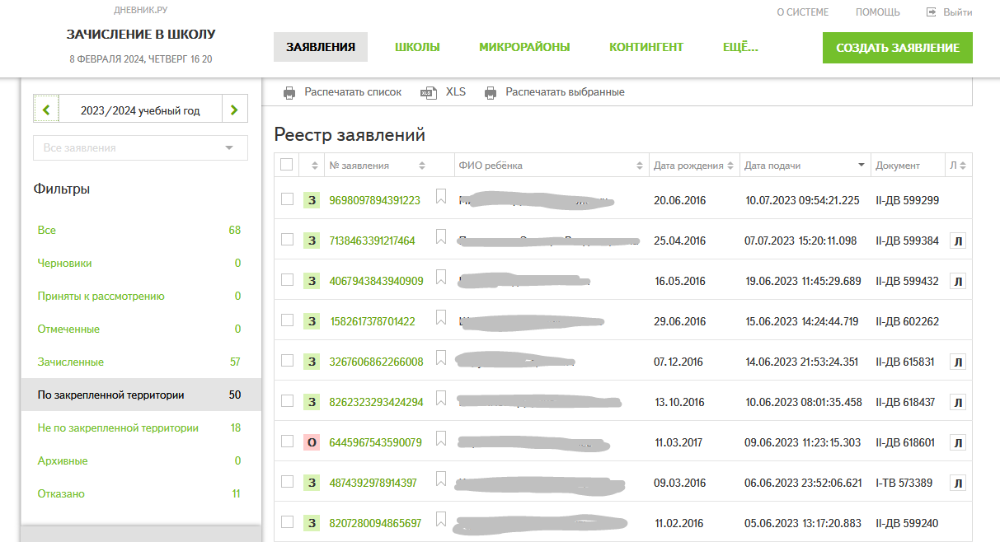 ДНЕВНИК.РУ
ЗАЧИСЛЕНИЕ В ШКОЛУ
8 ФЕВРАЛЯ 2024, ЧЕТВЕРГ 16 20
О СИСТЕМЕ ПОМОЩЬ Выйти
ЗАЯВЛЕНИЯ ШКОЛЫ МИКРОРАЙОНЫ КОНТИНГЕНТ ЕЩЁ... СОЗДАТЬ ЗАЯВЛЕНИЕ
2023/2024 учебный год
Все заявления
Фильтры
Все 68
Черновики 0
Приняты к рассмотрению 0
Отмеченные 0
Зачисленные 57
По закрепленной территории 50
Не по закрепленной территории 18
Архивные 0
Отказано 11
Распечатать список XLS XLS Распечатать выбранные
Реестр заявлений
№ заявления ФИО ребёнка Дата рождения Дата подачи Документ Л
З 9698097894391223 20.06.2016 10.07.2023 09:54:21.225 II-ДВ 599299
З 7138463391217464 25.04.2016 07.07.2023 15:20:11.098 II-ДВ 599384 Л
З 4067943843940909 16.05.2016 19.06.2023 11:45:29.689 II-ДВ 599432 Л
З 1582617378701422 29.06.2016 15.06.2023 14:24:44.719 II-ДВ 602262
З 3267606862266008 07.12.2016 14.06.2023 21:53:24.351 II-ДВ 615831 Л
З 8262323293424294 13.10.2016 10.06.2023 08:01:35.458 II-ДВ 618437 Л
О 6445967543590079 11.03.2017 09.06.2023 11:23:15.303 II-ДВ 618601 Л
З 4874392978914397 09.03.2016 06.06.2023 23:52:06.621 I-ТВ 573389 Л
З 8207280094865697 11.02.2016 05.06.2023 13:17:20.883 II-ДВ 599240